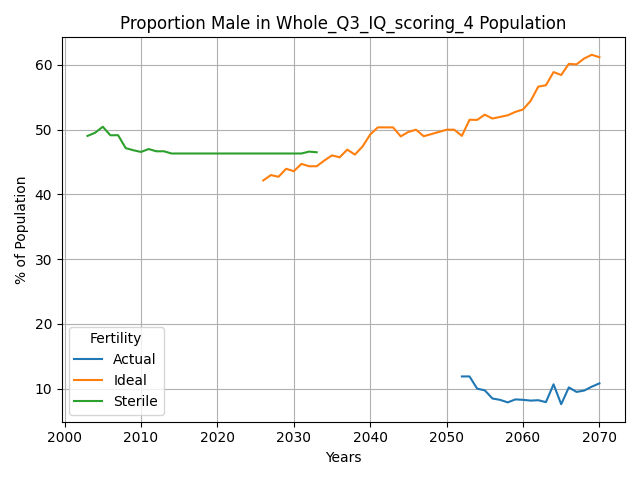 Proportion Male in Whole_Q3_IQ_scoring_4 Population
% of Population
60
50
40
30
20
10
Fertility
Actual
Ideal
Sterile
2000 2010 2020 2030 2040 2050 2060 2070
Years